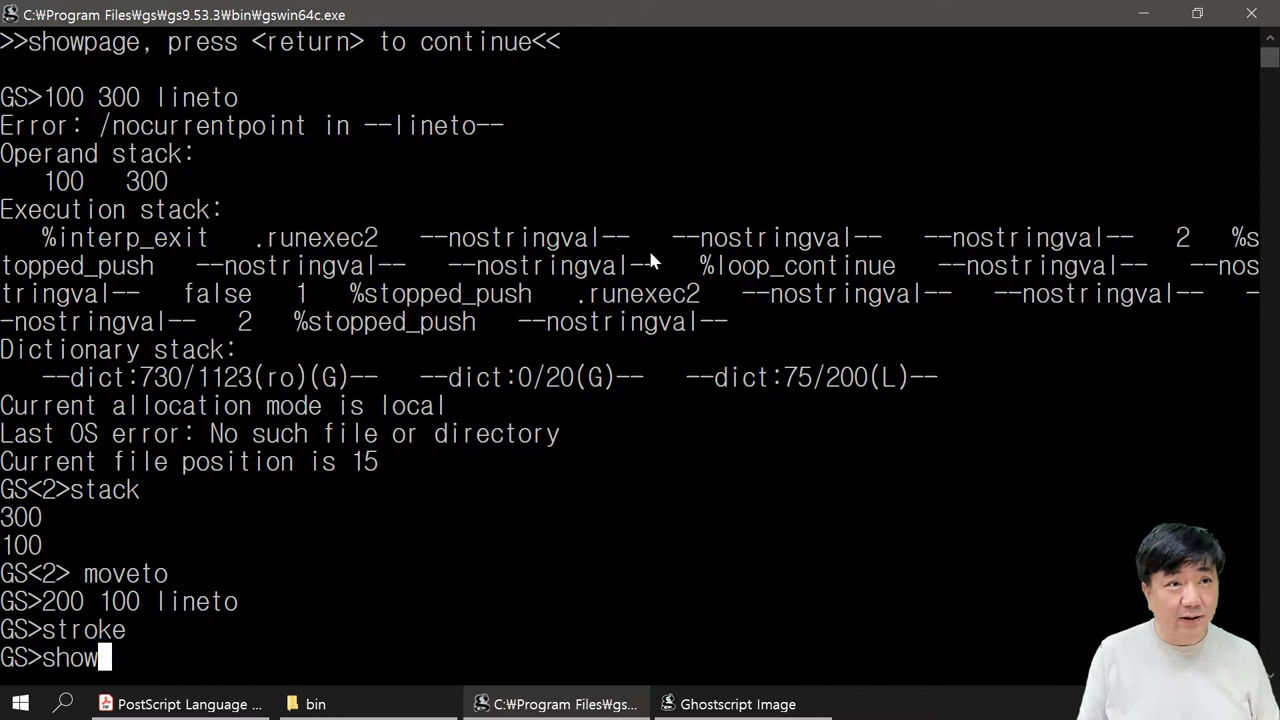 C:₩Program Files₩gs₩gs9.53.3₩bin₩gswin64c.exe
>>showpage, press <return> to continue<<
GS>100 300 lineto
Error: /nocurrentpoint in --lineto--
Operand stack:
100 300
Execution stack:
%interp_exit .runexec2 --nostringval-- --nostringval-- --nostringval-- 2 %s
topped_push --nostringval-- --nostringval-- %loop_continue --nostringval-- --nos
tringval-- false 1 %stopped_push .runexec2 --nostringval-- --nostringval-- -
-nostringval-- 2 %stopped_push --nostringval--
Dictionary stack:
--dict:730/1123(ro)(G)-- --dict:0/20(G)-- --dict:75/200(L)--
Current allocation mode is local
Last OS error: No such file or directory
Current file position is 15
GS<2>stack
300
100
GS<2> moveto
GS>200 100 lineto
GS>stroke
GS>show
PostScript Language ... bin C:₩Program Files₩gs... Ghostscript Image